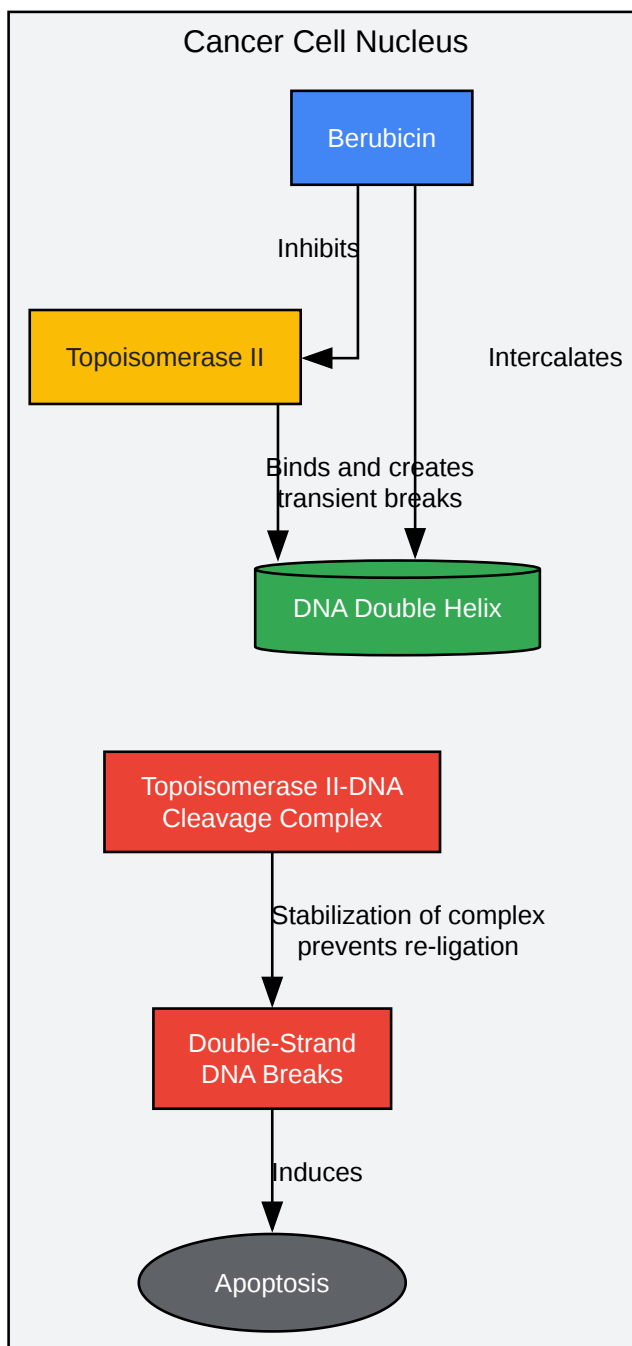 Cancer Cell Nucleus
Berubicin
Inhibits
Topoisomerase II
Intercalates
Binds and creates
transient breaks
DNA Double Helix
Topoisomerase II-DNA
Cleavage Complex
Stabilization of complex
prevents re-ligation
Double-Strand
DNA Breaks
Induces
Apoptosis